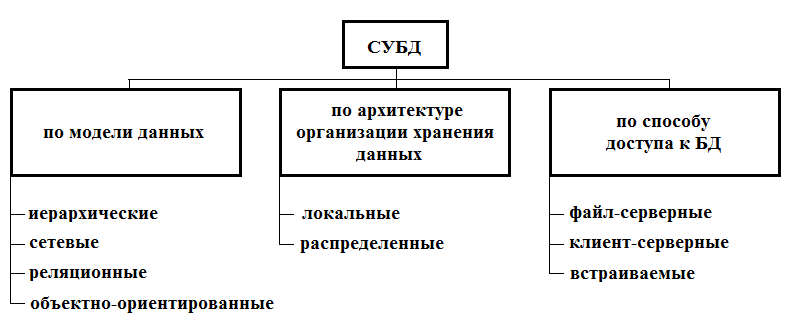 СУБД
по модели данных
по архитектуре
организации хранения
данных
по способу
доступа к БД
иерархические
сетевые
реляционные
объектно-ориентированные
локальные
распределенные
файл-серверные
клиент-серверные
встраиваемые